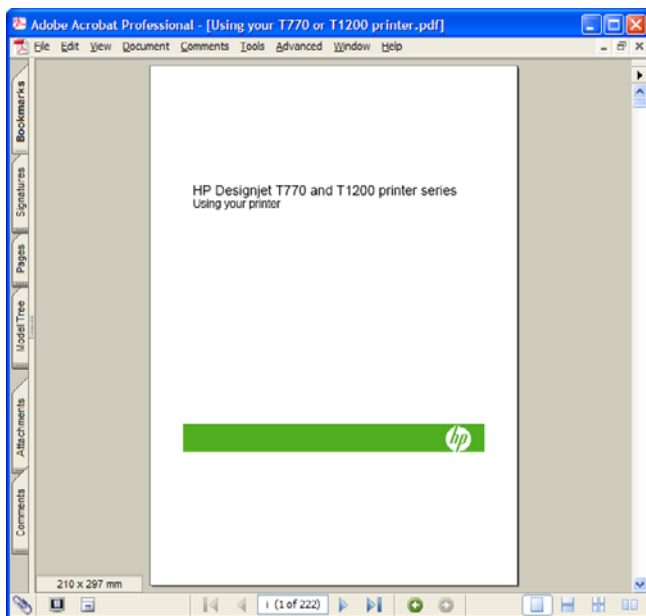 Adobe Acrobat Professional - [Using your T770 or T1200 printer.pdf]
File Edit View Document Comments Tools Advanced Window Help
Bookmarks
Signatures
Pages
Model Tree
Attachments
Comments
HP Designjet T770 and T1200 printer series
Using your printer
hp
210 x 297 mm
i (1 of 222)